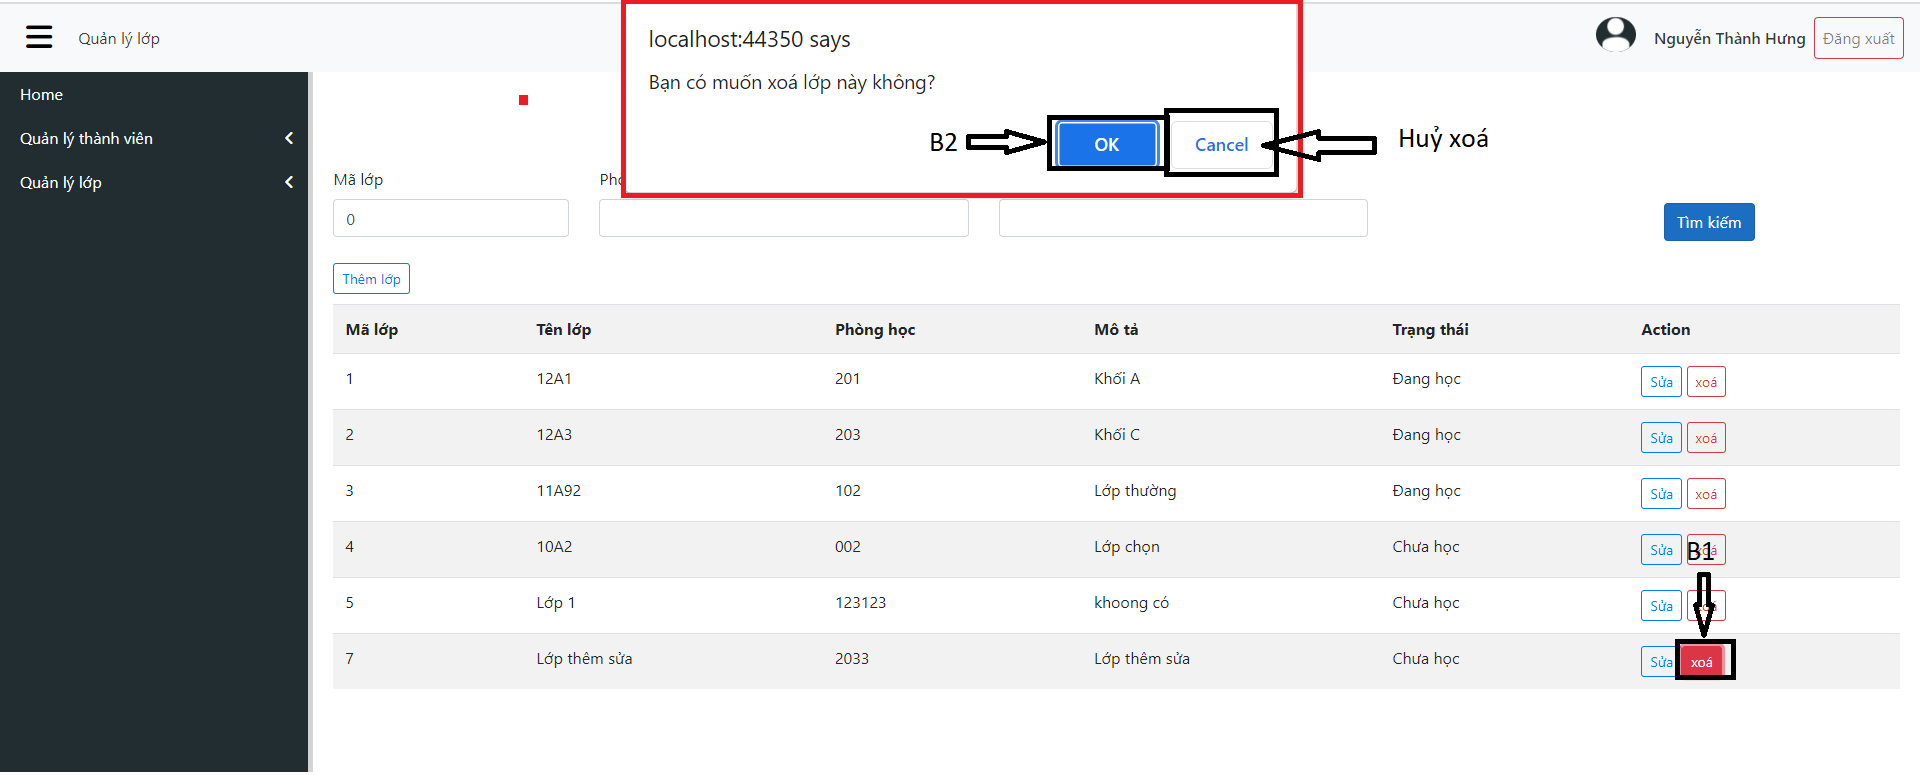 Quản lý lớp
localhost:44350 says
Bạn có muốn xoá lớp này không?
B2
OK
Cancel
Huỷ xoá
Nguyễn Thành Hưng
Đăng xuất
Home
Quản lý thành viên
Quản lý lớp
Mã lớp
0
Tìm kiếm
Thêm lớp
Mã lớp Tên lớp Phòng học Mô tả Trạng thái Action
1 12A1 201 Khối A Đang học Sửa xoá
2 12A3 203 Khối C Đang học Sửa xoá
3 11A92 102 Lớp thường Đang học Sửa xoá
4 10A2 002 Lớp chọn Chưa học Sửa
B1
5 Lớp 1 123123 khoong có Chưa học Sửa
7 Lớp thêm sửa 2033 Lớp thêm sửa Chưa học Sửa xoá